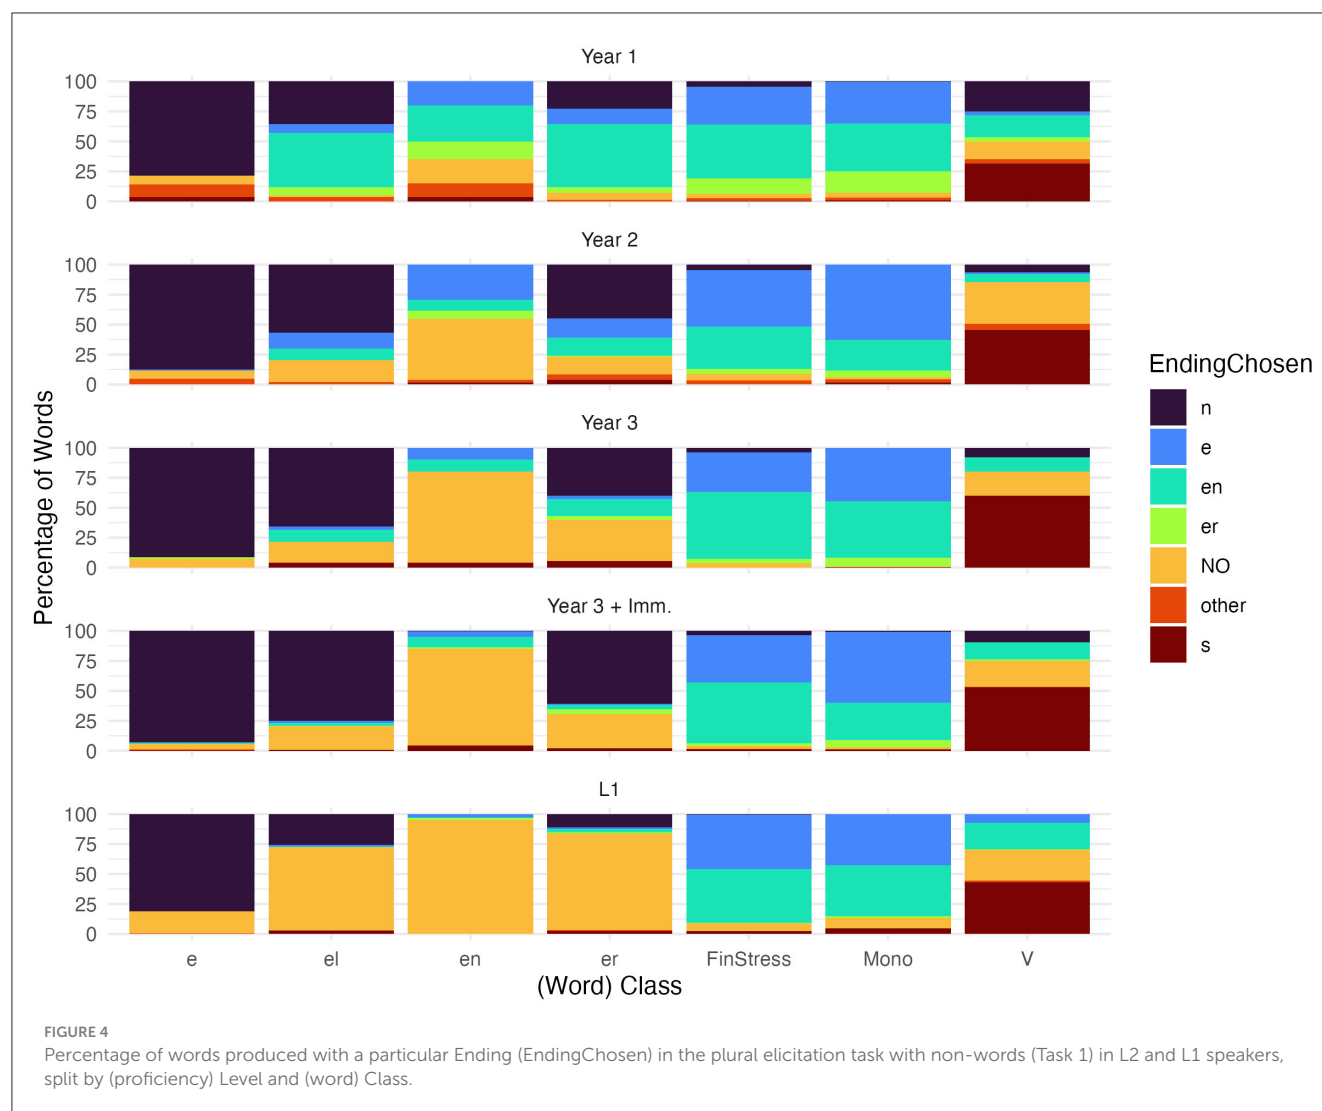 Year 1
100
75
50
25
0
Year 2
100
75
50
25
0
Year 3
100
75
50
25
0
Year 3 + Imm.
100
75
50
25
0
L1
100
75
50
25
0
Percentage of Words
e el en er FinStress Mono V
(Word) Class
EndingChosen
n
e
en
er
NO
other
s
FIGURE 4
Percentage of words produced with a particular Ending (EndingChosen) in the plural elicitation task with non-words (Task 1) in L2 and L1 speakers,
split by (proficiency) Level and (word) Class.